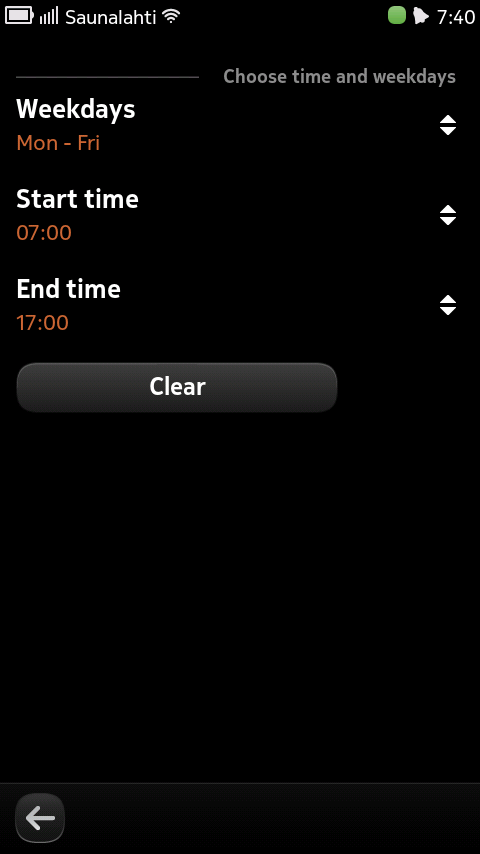 Saunalahti 7:40
Choose time and weekdays
Weekdays
Mon - Fri
Start time
07:00
End time
17:00
Clear